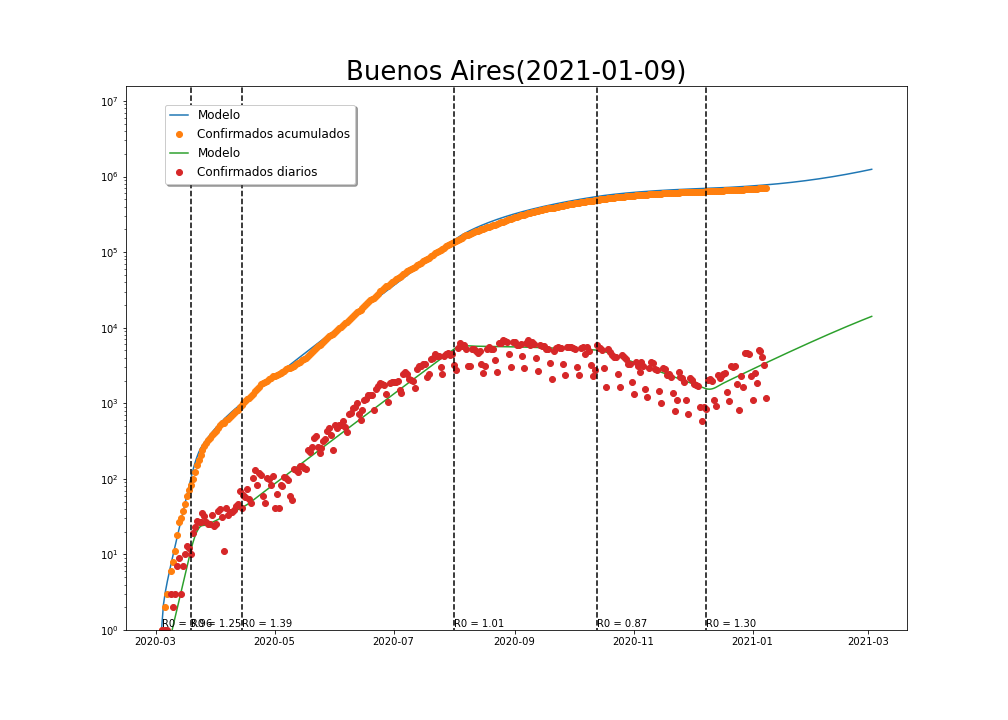 Buenos Aires(2021-01-09)
Modelo
Confirmados acumulados
Modelo
Confirmados diarios
10⁷
10⁶
10⁵
10⁴
10³
10²
10¹
10⁰
R0 = 1.25
R0 = 1.39
R0 = 1.01
R0 = 0.87
R0 = 1.30
2020-03
2020-05
2020-07
2020-09
2020-11
2021-01
2021-03